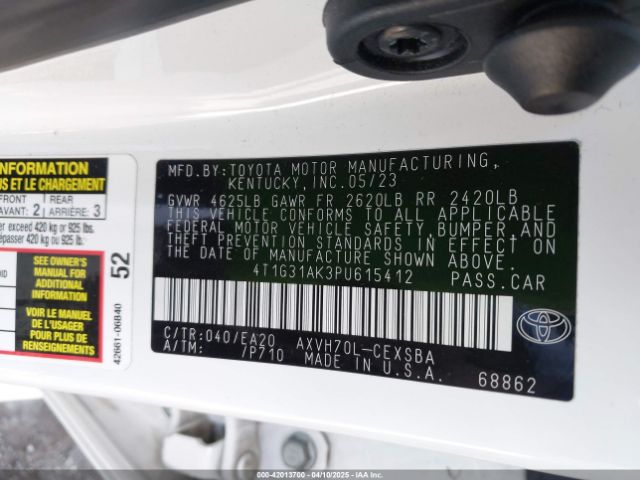 INFORMATION
US ET LE CHARGEMENT
FRONT 2 REAR 3
AVANT: ARRIÈRE:
er exceed 420 kg or 925 lbs.
épasser 420 kg ou 925 lb.
SEE OWNER'S
MANUAL FOR
ADDITIONAL
INFORMATION
VOIR LE MANUEL
DE L'USAGER
POUR PLUS DE
RENSEIGNEMENTS
52
42661-06B40
MFD.BY:TOYOTA MOTOR MANUFACTURING,
KENTUCKY, INC.05/23
GVWR 4625LB GAWR FR 2620LB RR 2420LB
THIS VEHICLE CONFORMS TO ALL APPLICABLE
FEDERAL MOTOR VEHICLE SAFETY, BUMPER, AND
THEFT PREVENTION STANDARDS IN EFFECT ON
THE DATE OF MANUFACTURE SHOWN ABOVE.
4T1G31AK3PU615412 PASS.CAR
C/TR:040/EA20 AXVH70L-CEXSBA
A/TM: /P710 MADE IN U.S.A.
68862
000-42013700 - 04/10/2025 - IAAI.COM